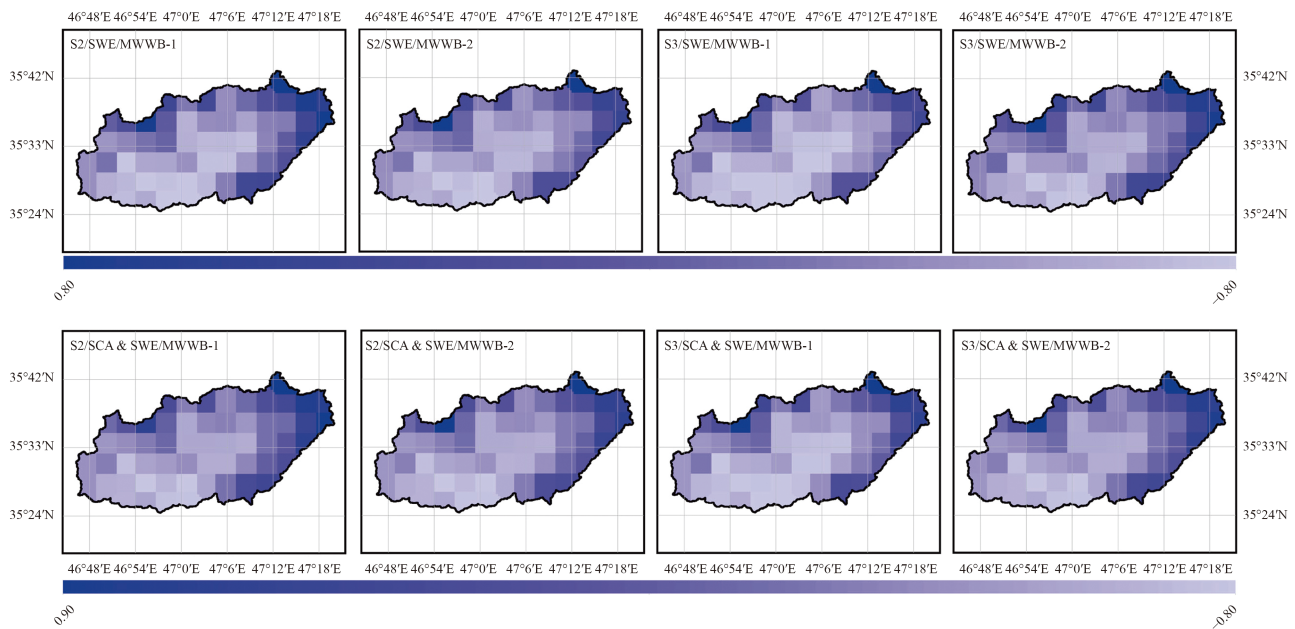 46°48′E 46°54′E 47°0′E 47°6′E 47°12′E 47°18′E 46°48′E 46°54′E 47°0′E 47°6′E 47°12′E 47°18′E 46°48′E 46°54′E 47°0′E 47°6′E 47°12′E 47°18′E 46°48′E 46°54′E 47°0′E 47°6′E 47°12′E 47°18′E
S2/SWE/MWWB-1 S2/SWE/MWWB-2 S3/SWE/MWWB-1 S3/SWE/MWWB-2
35°42′N 35°42′N
35°33′N 35°33′N
35°24′N 35°24′N
0.80 −0.80
S2/SCA & SWE/MWWB-1 S2/SCA & SWE/MWWB-2 S3/SCA & SWE/MWWB-1 S3/SCA & SWE/MWWB-2
35°42′N 35°42′N
35°33′N 35°33′N
35°24′N 35°24′N
46°48′E 46°54′E 47°0′E 47°6′E 47°12′E 47°18′E 46°48′E 46°54′E 47°0′E 47°6′E 47°12′E 47°18′E 46°48′E 46°54′E 47°0′E 47°6′E 47°12′E 47°18′E 46°48′E 46°54′E 47°0′E 47°6′E 47°12′E 47°18′E
0.90 −0.80